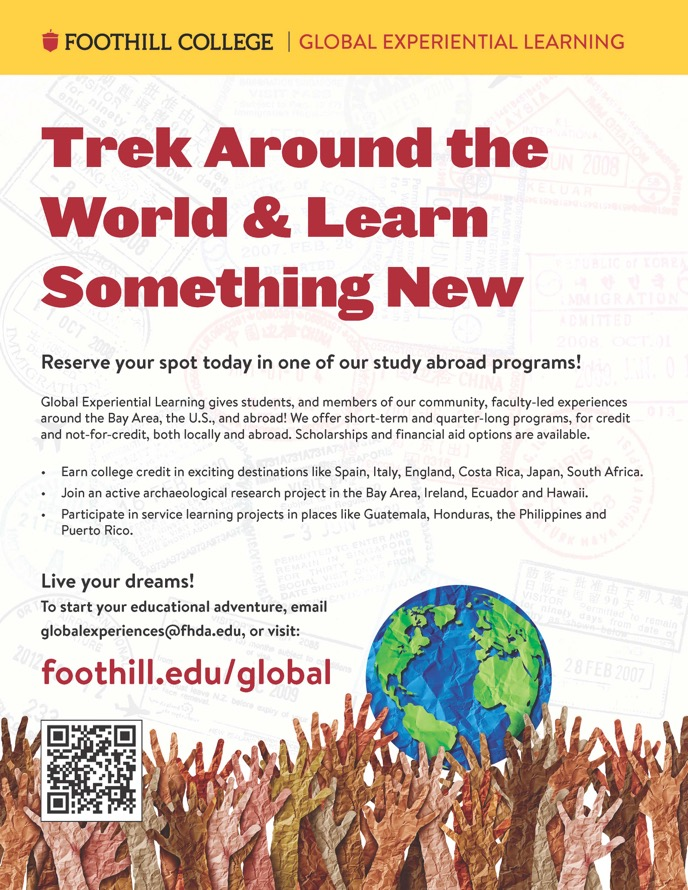 FOOTHILL COLLEGE | GLOBAL EXPERIENTIAL LEARNING
Trek Around the
World & Learn
Something New
Reserve your spot today in one of our study abroad programs!
Global Experiential Learning gives students, and members of our community, faculty-led experiences
around the Bay Area, the U.S., and abroad! We offer short-term and quarter-long programs, for credit
and not-for-credit, both locally and abroad. Scholarships and financial aid options are available.
• Earn college credit in exciting destinations like Spain, Italy, England, Costa Rica, Japan, South Africa.
• Join an active archaeological research project in the Bay Area, Ireland, Ecuador and Hawaii.
• Participate in service learning projects in places like Guatemala, Honduras, the Philippines and
Puerto Rico.
Live your dreams!
To start your educational adventure, email
globalexperiences@fhda.edu, or visit:
foothill.edu/global
28 FEB 2007